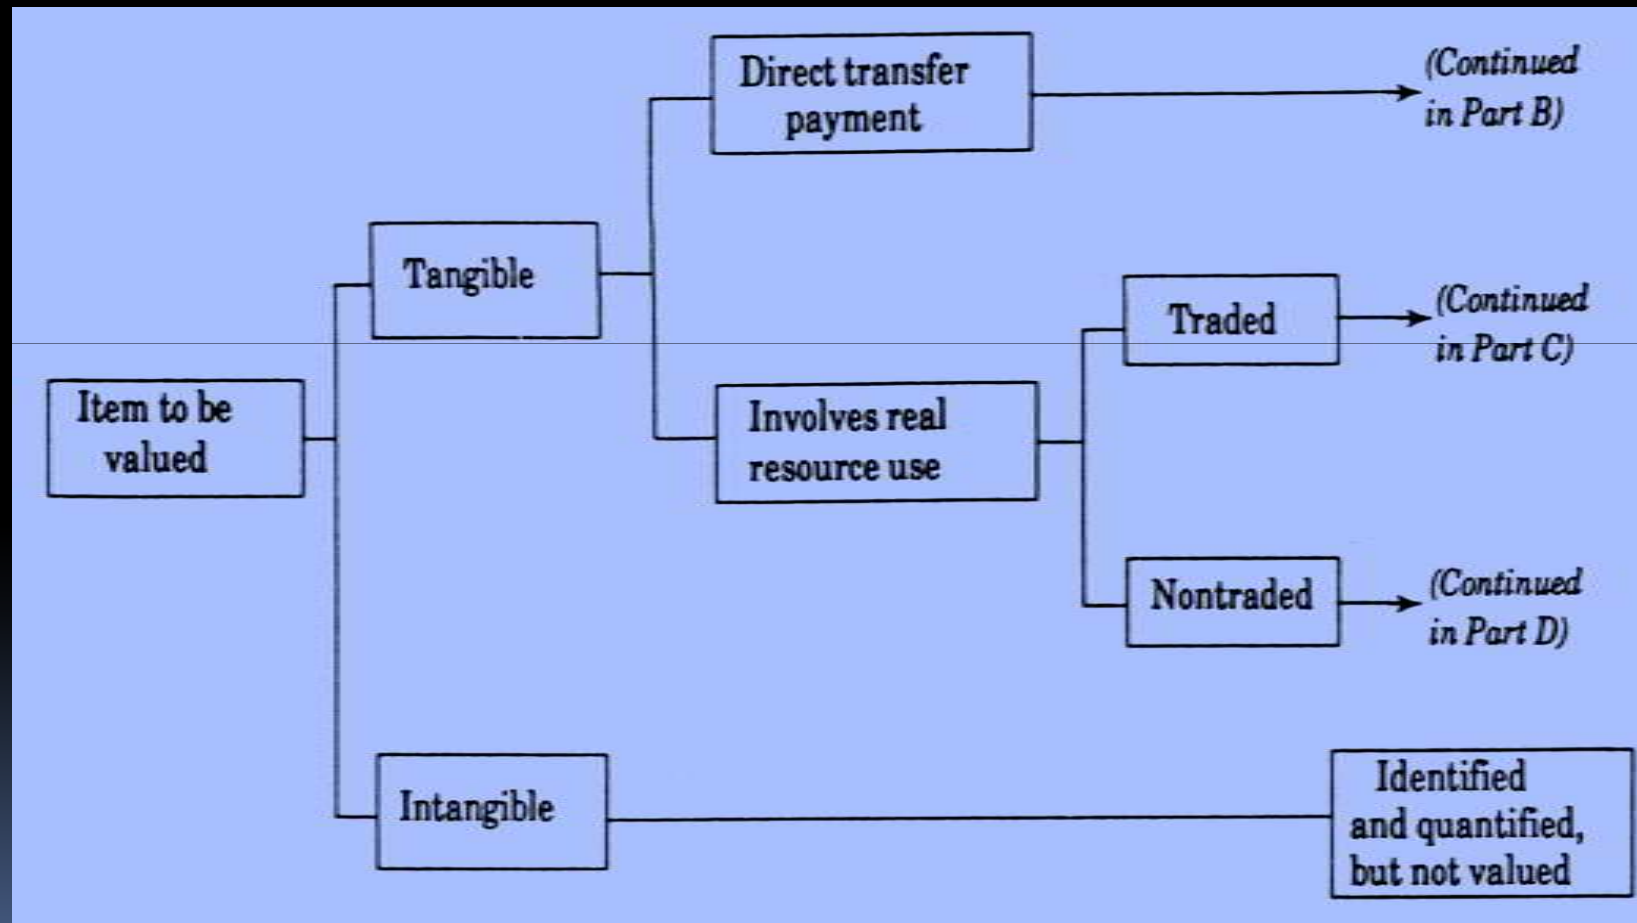 Direct transfer
payment
(Continued
in Part B)
Tangible
Traded
(Continued
in Part C)
Item to be
valued
Involves real
resource use
Nontraded
(Continued
in Part D)
Intangible
Identified
and quantified,
but not valued